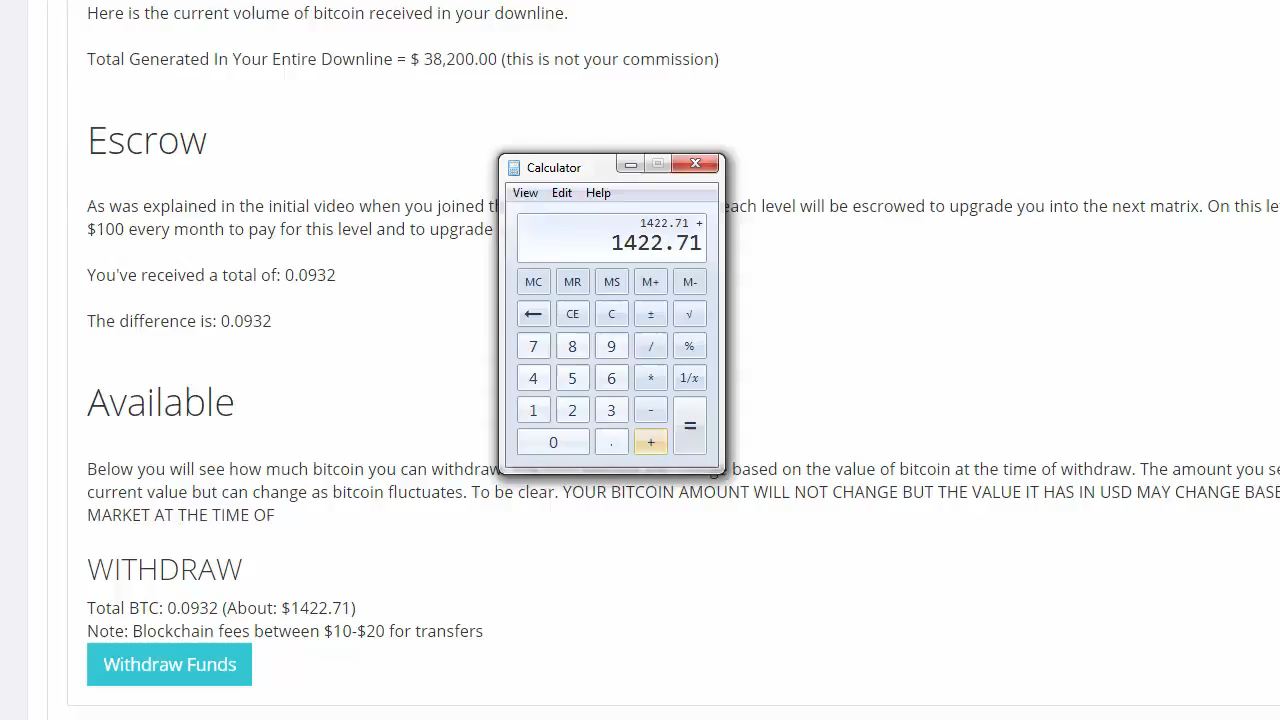 Here is the current volume of bitcoin received in your downline.
Total Generated In Your Entire Downline = $ 38,200.00 (this is not your commission)
Escrow
As was explained in the initial video when you joined th each level will be escrowed to upgrade you into the next matrix. On this le
$100 every month to pay for this level and to upgrade
You've received a total of: 0.0932
The difference is: 0.0932
Available
Below you will see how much bitcoin you can withdraw based on the value of bitcoin at the time of withdraw. The amount you se
current value but can change as bitcoin fluctuates. To be clear. YOUR BITCOIN AMOUNT WILL NOT CHANGE BUT THE VALUE IT HAS IN USD MAY CHANGE BASE
MARKET AT THE TIME OF
WITHDRAW
Total BTC: 0.0932 (About: $1422.71)
Note: Blockchain fees between $10-$20 for transfers
Withdraw Funds
Calculator
View Edit Help
1422.71 +
1422.71
MC MR MS M+ M-
← CE C ± √
7 8 9 / %
4 5 6 * 1/x
1 2 3 - =
0 . +